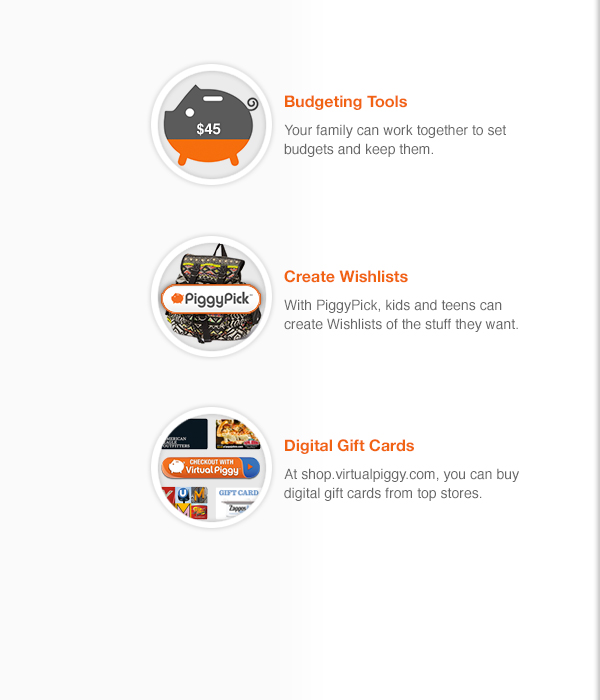 $45
Budgeting Tools
Your family can work together to set
budgets and keep them.
PiggyPick™
Create Wishlists
With PiggyPick, kids and teens can
create Wishlists of the stuff they want.
OUTFITTERS
CHECKOUT WITH
Virtual Piggy
GIFT CARD
Zappos
Digital Gift Cards
At shop.virtualpiggy.com, you can buy
digital gift cards from top stores.